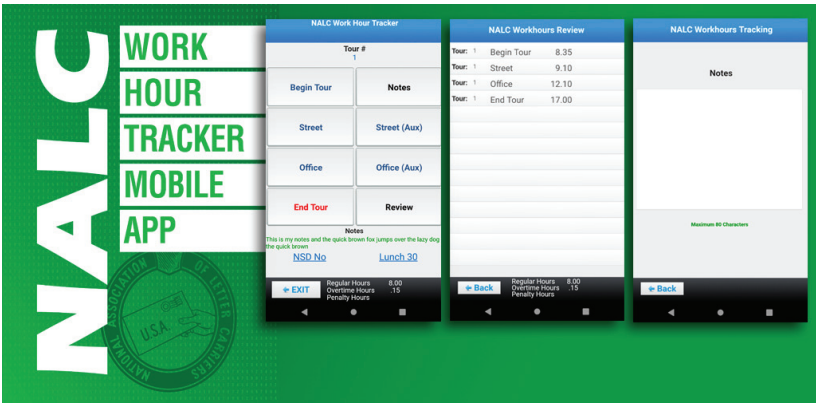 NALC
WORK
HOUR
TRACKER
MOBILE
APP
NATIONAL ASSOCIATION OF LETTER CARRIERS
U.S.A.
NALC Work Hour Tracker
Tour #
1
Begin Tour
Notes
Street
Street (Aux)
Office
Office (Aux)
End Tour
Review
Notes
This is my notes and the quick brown fox jumps over the lazy dog
the quick brown
NSD No
Lunch 30
EXIT
Regular Hours 8.00
Overtime Hours .15
Penalty Hours
NALC Workhours Review
Tour: 1 Begin Tour 8.35
Tour: 1 Street 9.10
Tour: 1 Office 12.10
Tour: 1 End Tour 17.00
Back
Regular Hours 8.00
Overtime Hours .15
Penalty Hours
NALC Workhours Tracking
Notes
Maximum 80 Characters
Back